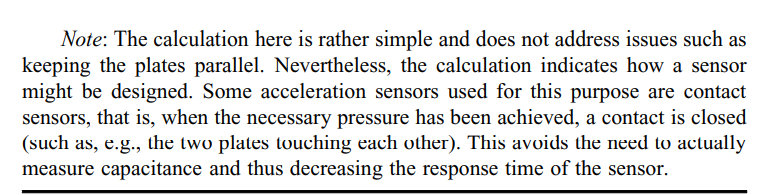 Note: The calculation here is rather simple and does not address issues such as
keeping the plates parallel. Nevertheless, the calculation indicates how a sensor
might be designed. Some acceleration sensors used for this purpose are contact
sensors, that is, when the necessary pressure has been achieved, a contact is closed
(such as, e.g., the two plates touching each other). This avoids the need to actually
measure capacitance and thus decreasing the response time of the sensor.